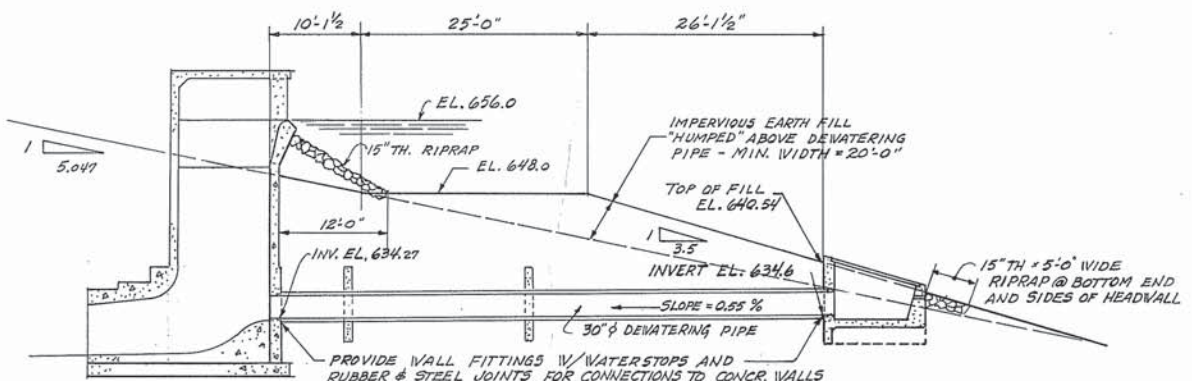 10'-1½
25'-0"
26'-1½"
EL. 656.0
IMPERVIOUS EARTH FILL
"HUMPED" ABOVE DEWATERING
PIPE - MIN. WIDTH = 20'-0"
1
5.047
15" TH. RIPRAP
EL. 648.0
TOP OF FILL
EL. 640.54
12'-0"
1
3.5
INV. EL. 634.27
INVERT EL. 634.6
15" TH × 5'-0" WIDE
RIPRAP @ BOTTOM END
AND SIDES OF HEADWALL
SLOPE = 0.55 %
30" ϕ DEWATERING PIPE
PROVIDE WALL FITTINGS W/WATERSTOPS AND
RUBBER & STEEL JOINTS FOR CONNECTIONS TO CONCR. WALLS